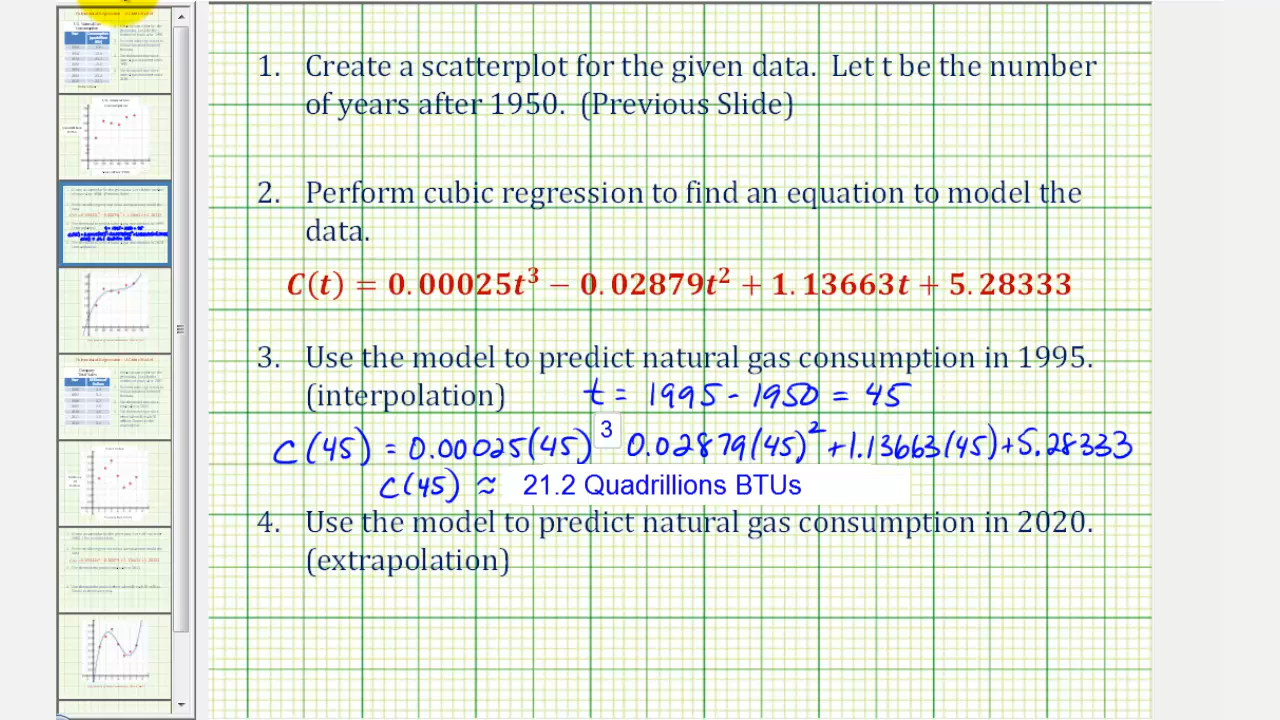 1. Create a scatterplot for the given data. Let t be the number
of years after 1950. (Previous Slide)
2. Perform cubic regression to find an equation to model the
data.
C(t) = 0.00025t³ − 0.02879t² + 1.13663t + 5.28333
3. Use the model to predict natural gas consumption in 1995.
(interpolation) t = 1995 - 1950 = 45
C(45) = 0.00025(45)³ 0.02879(45)² + 1.13663(45) + 5.28333
C(45) ≈ 21.2 Quadrillions BTUs
4. Use the model to predict natural gas consumption in 2020.
(extrapolation)